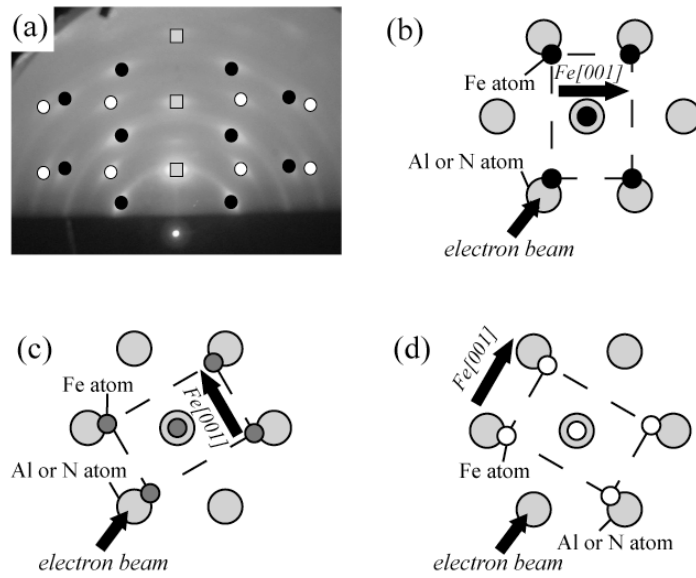 (a)
(b)
Fe atom
Fe[001]
Al or N atom
electron beam
(c)
Fe atom
Fe[001]
Al or N atom
electron beam
(d)
Fe[001]
Fe atom
Al or N atom
electron beam